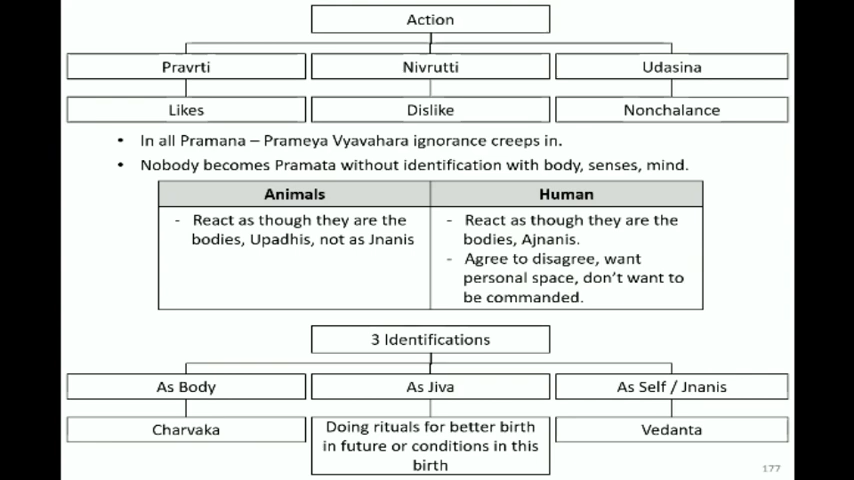 Action
Pravrti
Nivrutti
Udasina
Likes
Dislike
Nonchalance
• In all Pramana – Prameya Vyavahara ignorance creeps in.
• Nobody becomes Pramata without identification with body, senses, mind.
Animals
Human
- React as though they are the
bodies, Upadhis, not as Jnanis
- React as though they are the
bodies, Ajnanis.
- Agree to disagree, want
personal space, don't want to
be commanded.
3 Identifications
As Body
As Jiva
As Self / Jnanis
Charvaka
Doing rituals for better birth
in future or conditions in this
birth
Vedanta
177